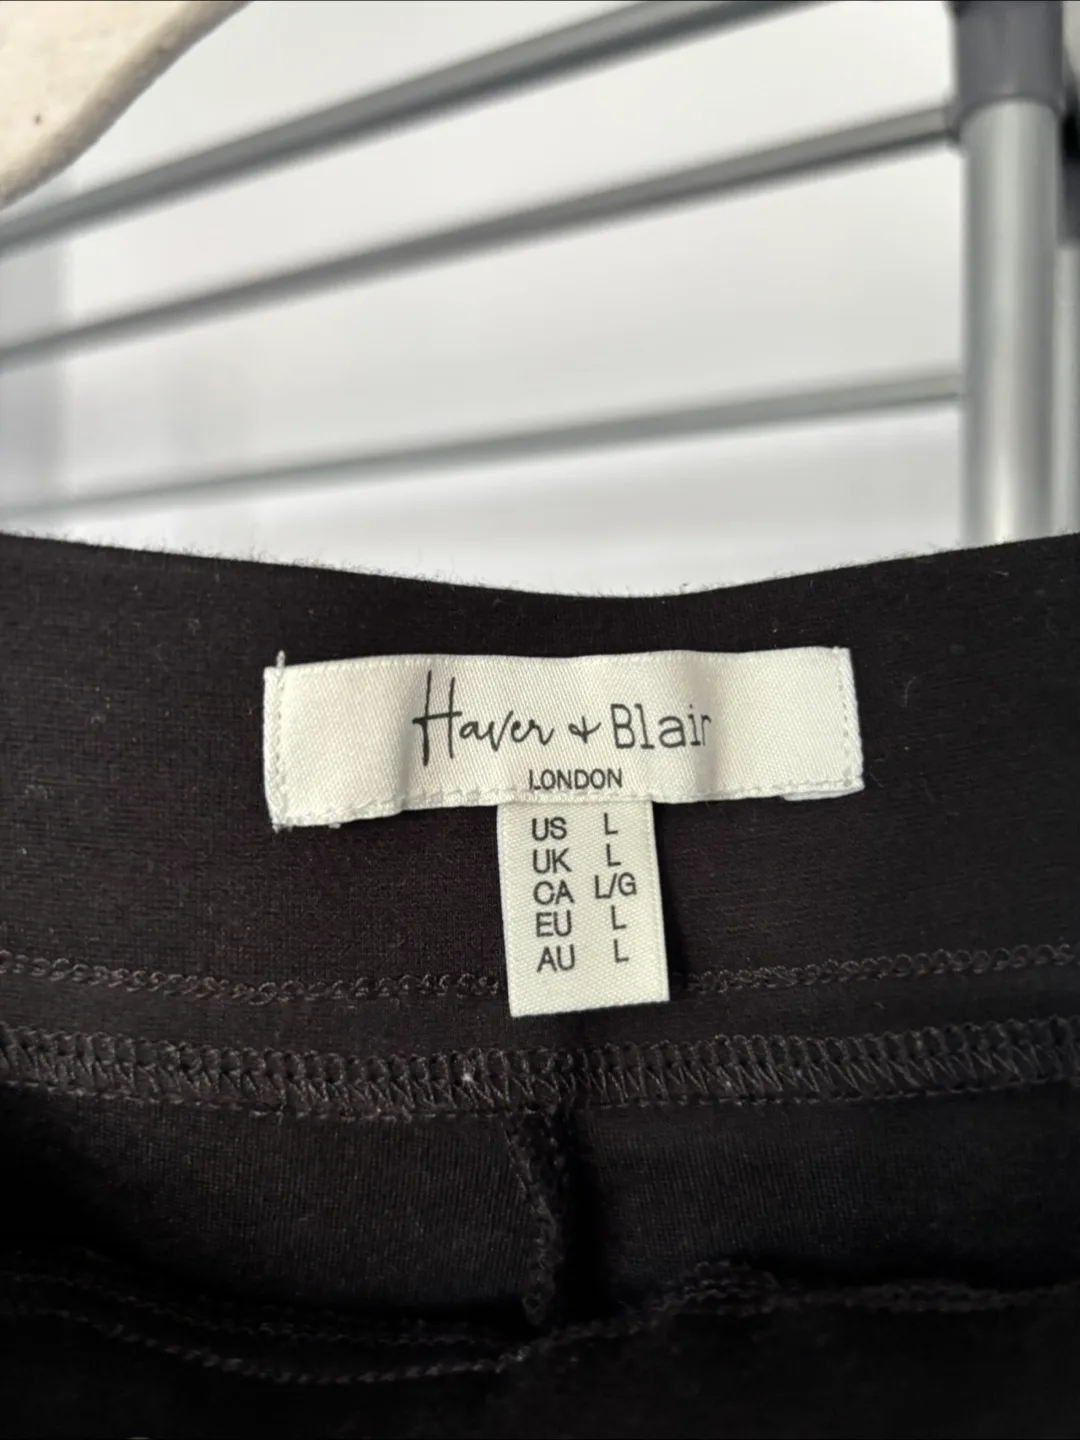 Haver + Blair
LONDON
US L
UK L
CA L/G
EU L
AU L